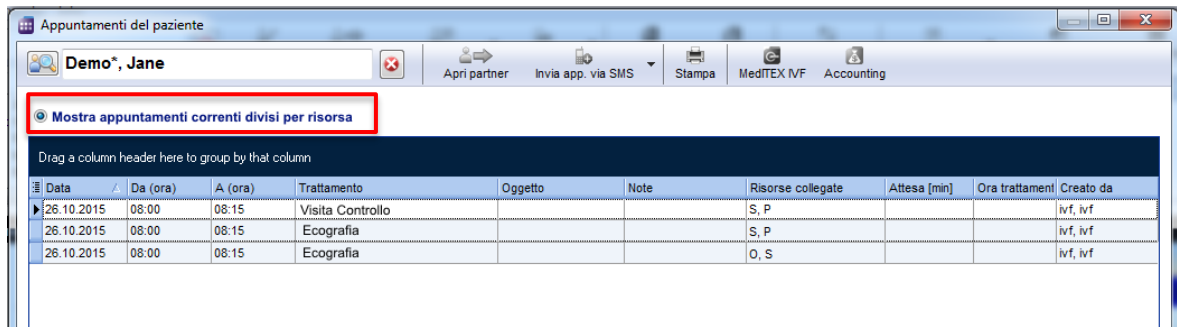 Appuntamenti del paziente
Demo*, Jane
Apri partner
Invia app. via SMS
Stampa
MedITEX IVF
Accounting
Mostra appuntamenti correnti divisi per risorsa
Drag a column header here to group by that column
Data Da (ora) A (ora) Trattamento Oggetto Note Risorse collegate Attesa [min] Ora trattament Creato da
26.10.2015 08:00 08:15 Visita Controllo S, P ivf, ivf
26.10.2015 08:00 08:15 Ecografia S, P ivf, ivf
26.10.2015 08:00 08:15 Ecografia O, S ivf, ivf